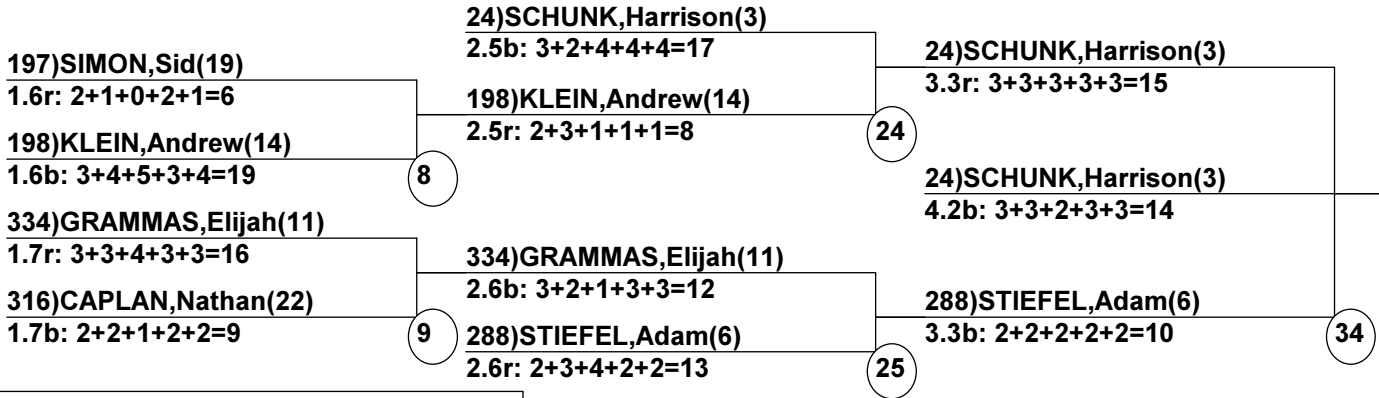 197)SIMON,Sid(19)
1.6r: 2+1+0+2+1=6
198)KLEIN,Andrew(14)
1.6b: 3+4+5+3+4=19
8
334)GRAMMAS,Elijah(11)
1.7r: 3+3+4+3+3=16
316)CAPLAN,Nathan(22)
1.7b: 2+2+1+2+2=9
9
24)SCHUNK,Harrison(3)
2.5b: 3+2+4+4+4=17
198)KLEIN,Andrew(14)
2.5r: 2+3+1+1+1=8
24
334)GRAMMAS,Elijah(11)
2.6b: 3+2+1+3+3=12
288)STIEFEL,Adam(6)
2.6r: 2+3+4+2+2=13
25
24)SCHUNK,Harrison(3)
3.3r: 3+3+3+3+3=15
24)SCHUNK,Harrison(3)
4.2b: 3+3+2+3+3=14
288)STIEFEL,Adam(6)
3.3b: 2+2+2+2+2=10
34